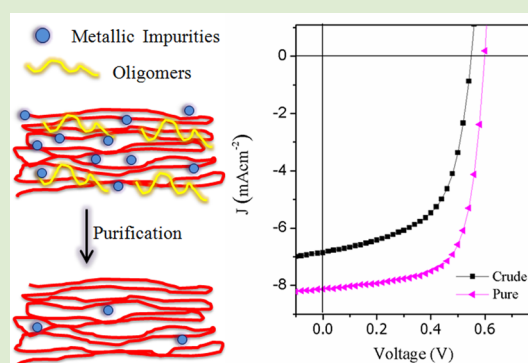 Metallic Impurities
Oligomers
Purification
J (mAcm-2)
0
-2
-4
-6
-8
Crude
Pure
0.0 0.2 0.4 0.6
Voltage (V)